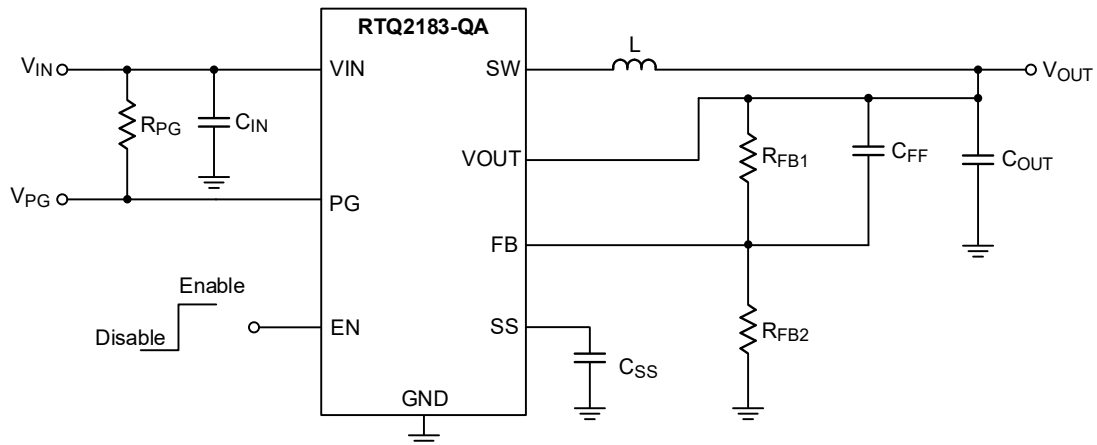 RTQ2183-QA
VIN
VIN
SW
L
VOUT
RPG
CIN
VOUT
RFB1
CFF
COUT
VPG
PG
FB
Enable
Disable
EN
SS
RFB2
CSS
GND